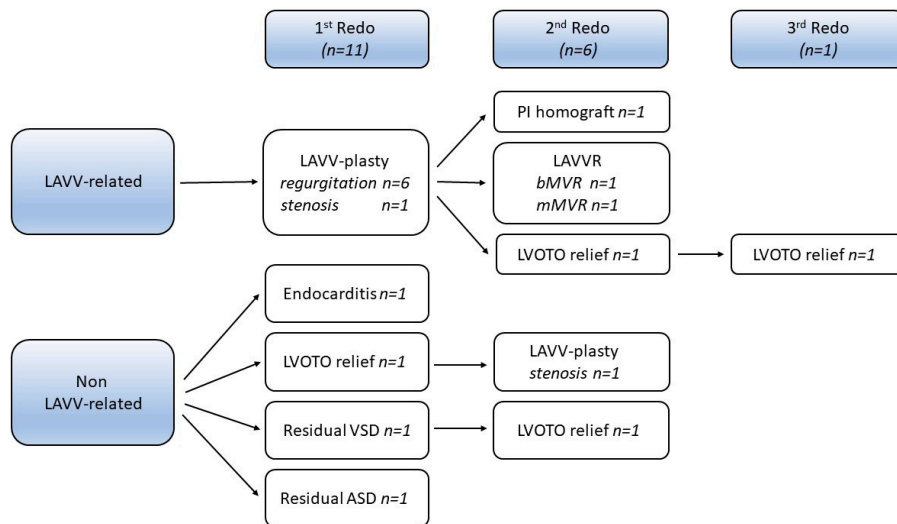 1st Redo
(n=11)
2nd Redo
(n=6)
3rd Redo
(n=1)
LAVV-related
LAVV-plasty
regurgitation n=6
stenosis n=1
PI homograft n=1
LAVVR
bMVR n=1
mMVR n=1
LVOTO relief n=1
LVOTO relief n=1
Non
LAVV-related
Endocarditis n=1
LVOTO relief n=1
LAVV-plasty
stenosis n=1
Residual VSD n=1
LVOTO relief n=1
Residual ASD n=1